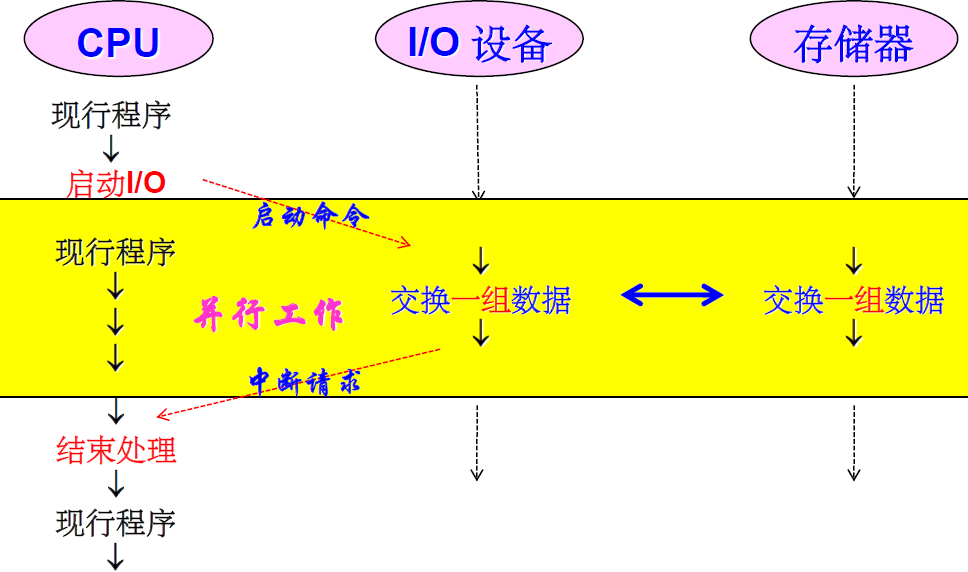 CPU
I/O 设备
存储器
现行程序
启动I/O
启动命令
现行程序
交换一组数据
交换一组数据
并行工作
中断请求
结束处理
现行程序